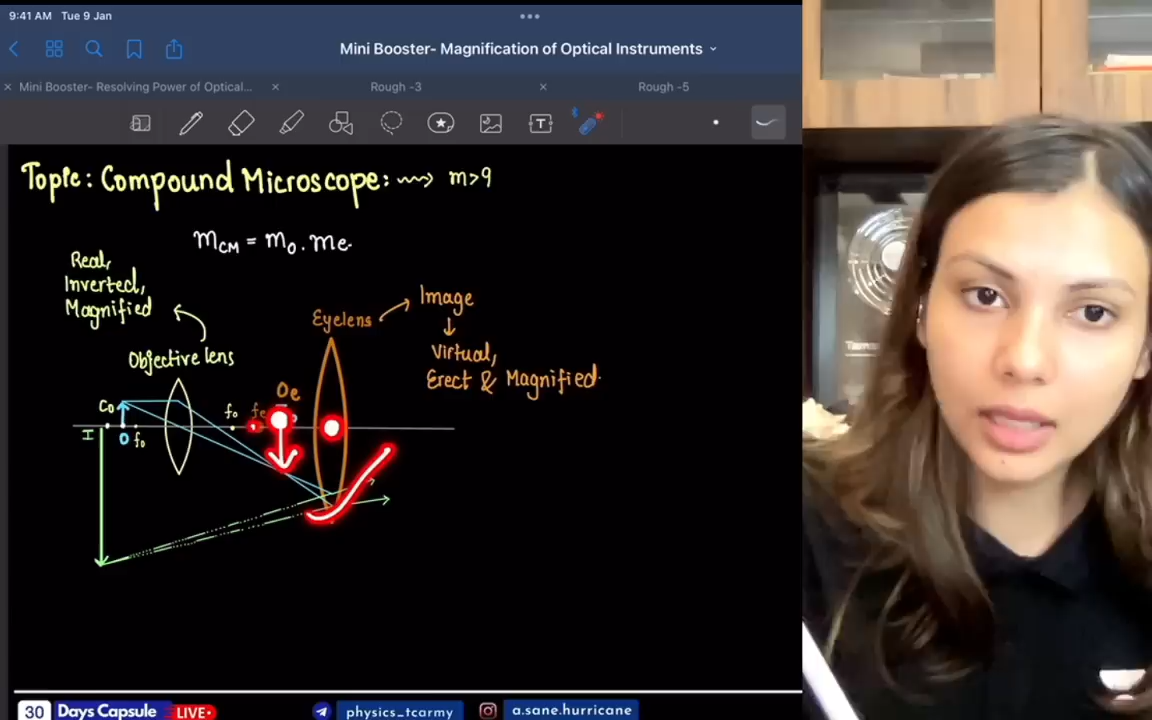 9:41 AM Tue 9 Jan
Mini Booster- Magnification of Optical Instruments
Mini Booster- Resolving Power of Optical...
Rough -3
Rough -5
T
Topic: Compound Microscope: m>9
mCM = mo . me
Real,
Inverted,
Magnified
Image
Eyelens
Virtual,
Erect & Magnified
Objective lens
Oe
Co
fo
fe
I
O
fo
30 Days Capsule LIVE
physics_tcarmy
a.sane.hurricane